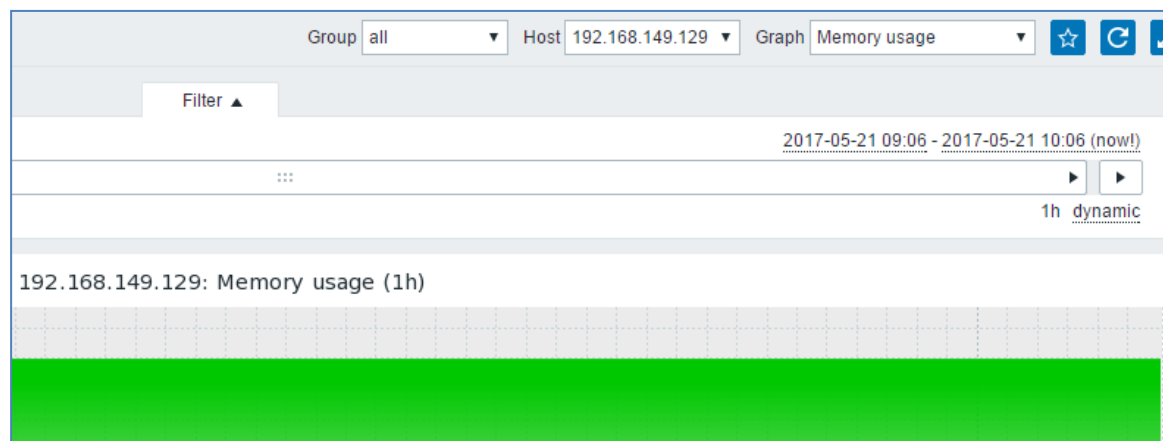 Group all Host 192.168.149.129 Graph Memory usage
Filter
2017-05-21 09:06 - 2017-05-21 10:06 (now!)
1h dynamic
192.168.149.129: Memory usage (1h)